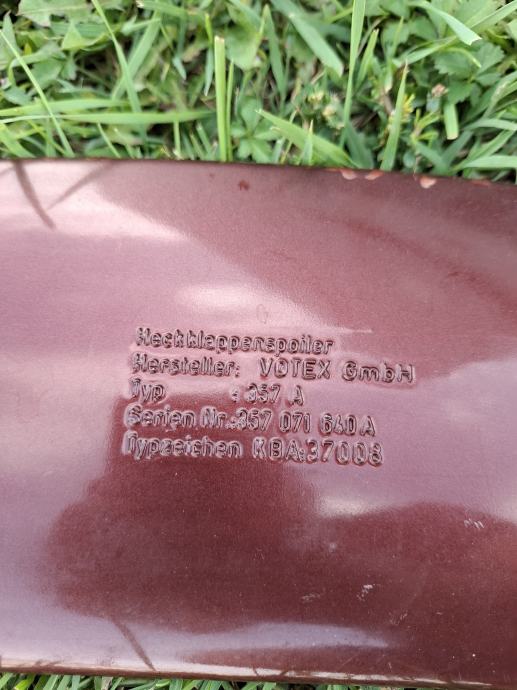 Heckklappenspoiler
Hersteller: VOTEX GmbH
Typ : 357 A
Serien Nr.:357 071 640 A
Typzeichen KBA:37008